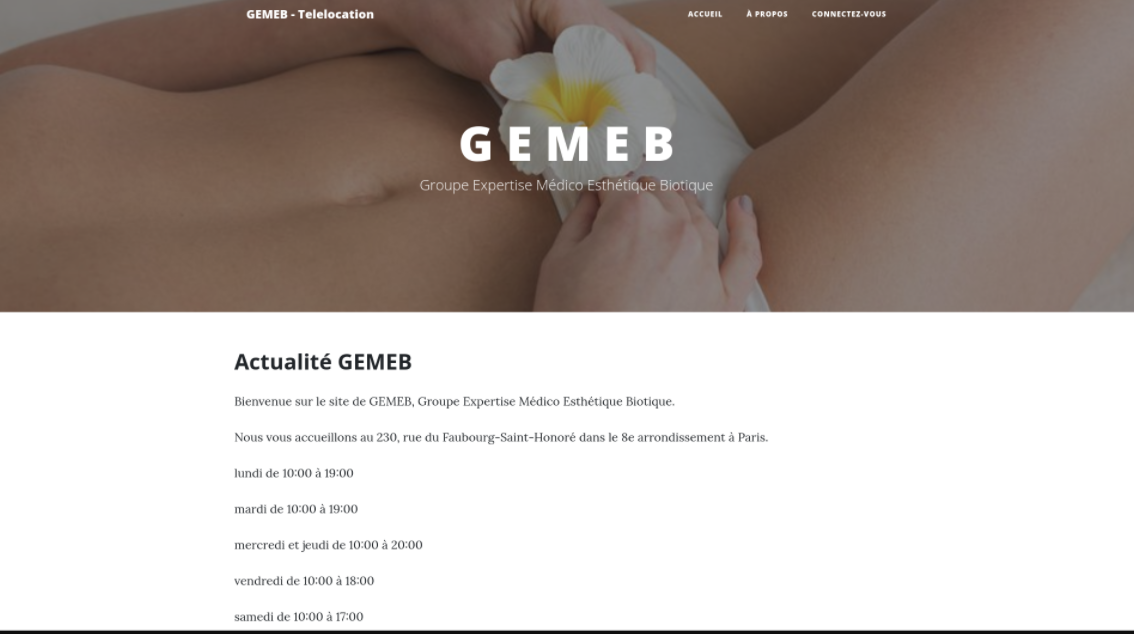 GEMEB - Telelocation
ACCUEIL
À PROPOS
CONNECTEZ-VOUS
GEMEB
Groupe Expertise Médico Esthétique Biotique
Actualité GEMEB
Bienvenue sur le site de GEMEB, Groupe Expertise Médico Esthétique Biotique.
Nous vous accueillons au 230, rue du Faubourg-Saint-Honoré dans le 8e arrondissement à Paris.
lundi de 10:00 à 19:00
mardi de 10:00 à 19:00
mercredi et jeudi de 10:00 à 20:00
vendredi de 10:00 à 18:00
samedi de 10:00 à 17:00